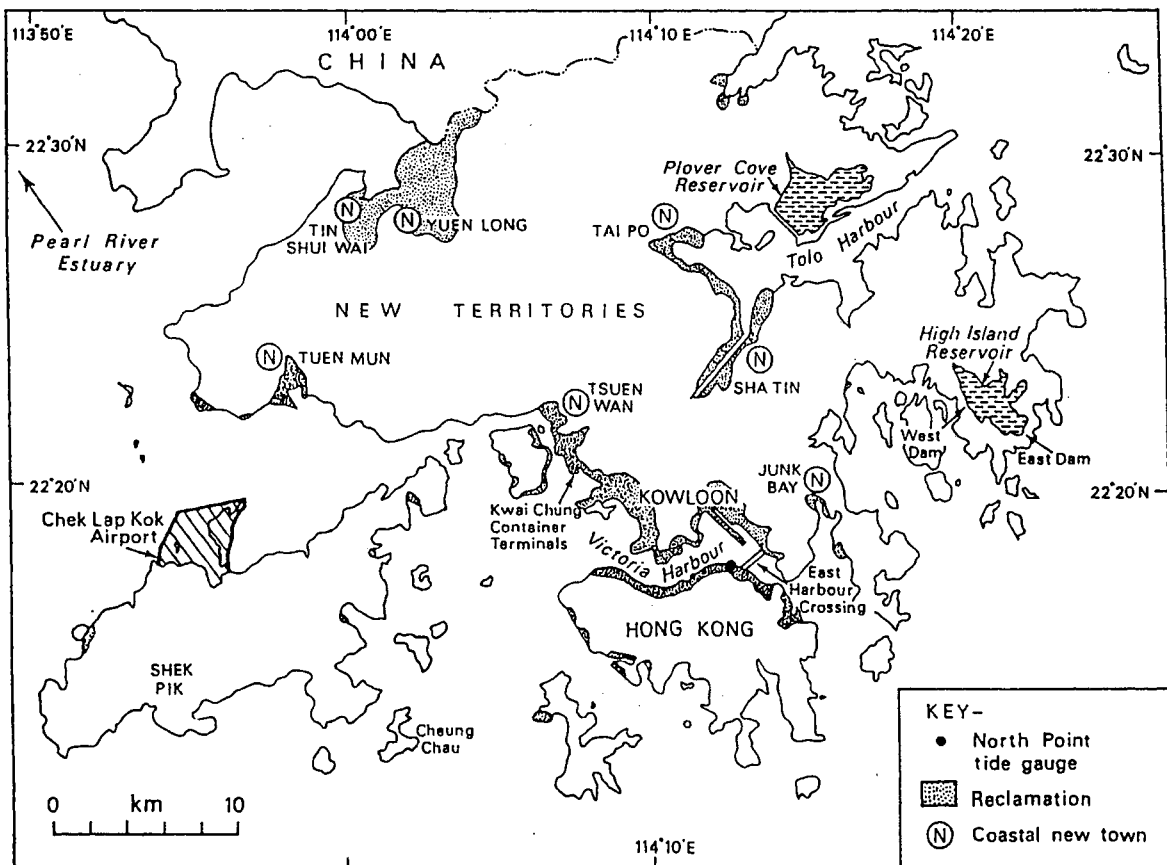 113°50'E
114°00'E
114°10'E
114°20'E
CHINA
22°30'N
22°30'N
Plover Cove
Reservoir
Pearl River
Estuary
N
TIN
SHUI WAI
N
YUEN LONG
N
TAI PO
Tolo Harbour
NEW TERRITORIES
High Island
Reservoir
N
TUEN MUN
N
SHA TIN
N
TSUEN
WAN
West
Dam
East Dam
22°20'N
22°20'N
JUNK
BAY
N
KOWLOON
Kwai Chung
Container
Terminals
Chek Lap Kok
Airport
Victoria Harbour
East
Harbour
Crossing
HONG KONG
SHEK
PIK
Cheung
Chau
0 km 10
114°10'E
KEY-
North Point
tide gauge
Reclamation
N Coastal new town